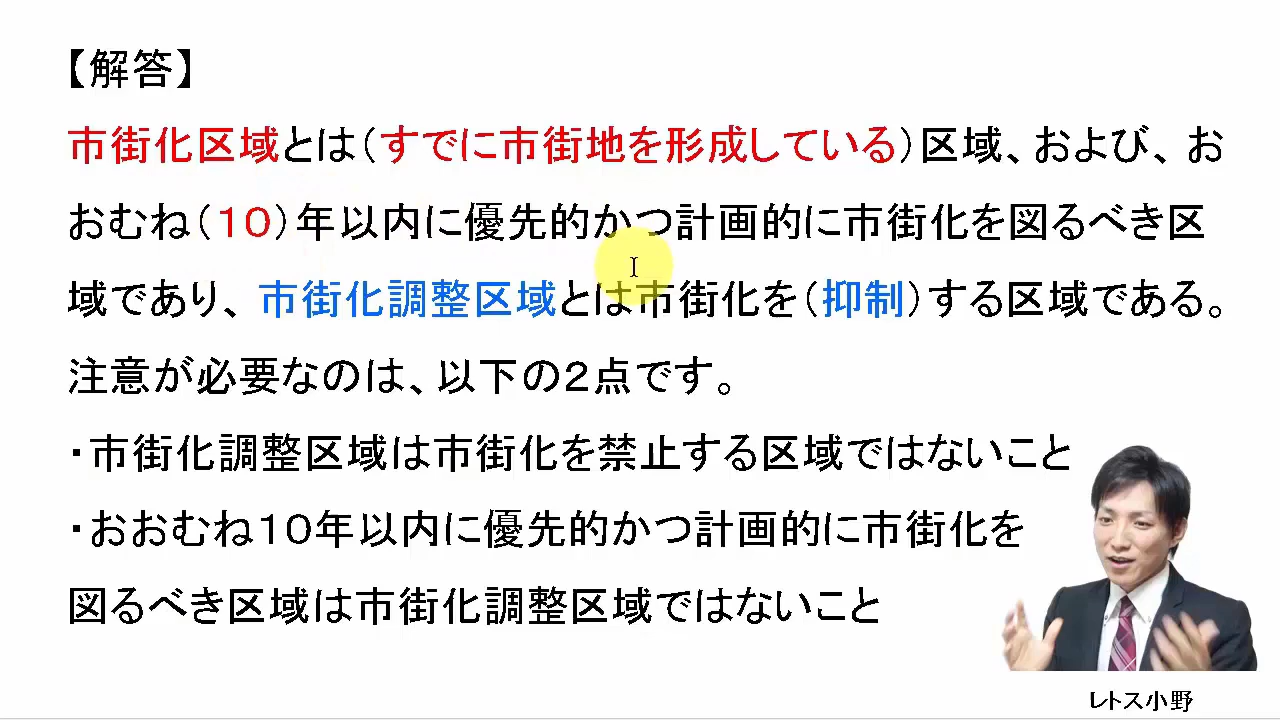 【解答】
市街化区域とは（すでに市街地を形成している）区域、および、お
おむね（１０）年以内に優先的かつ計画的に市街化を図るべき区
域であり、市街化調整区域とは市街化を（抑制）する区域である。
注意が必要なのは、以下の２点です。
・市街化調整区域は市街化を禁止する区域ではないこと
・おおむね１０年以内に優先的かつ計画的に市街化を
図るべき区域は市街化調整区域ではないこと
レトス小野